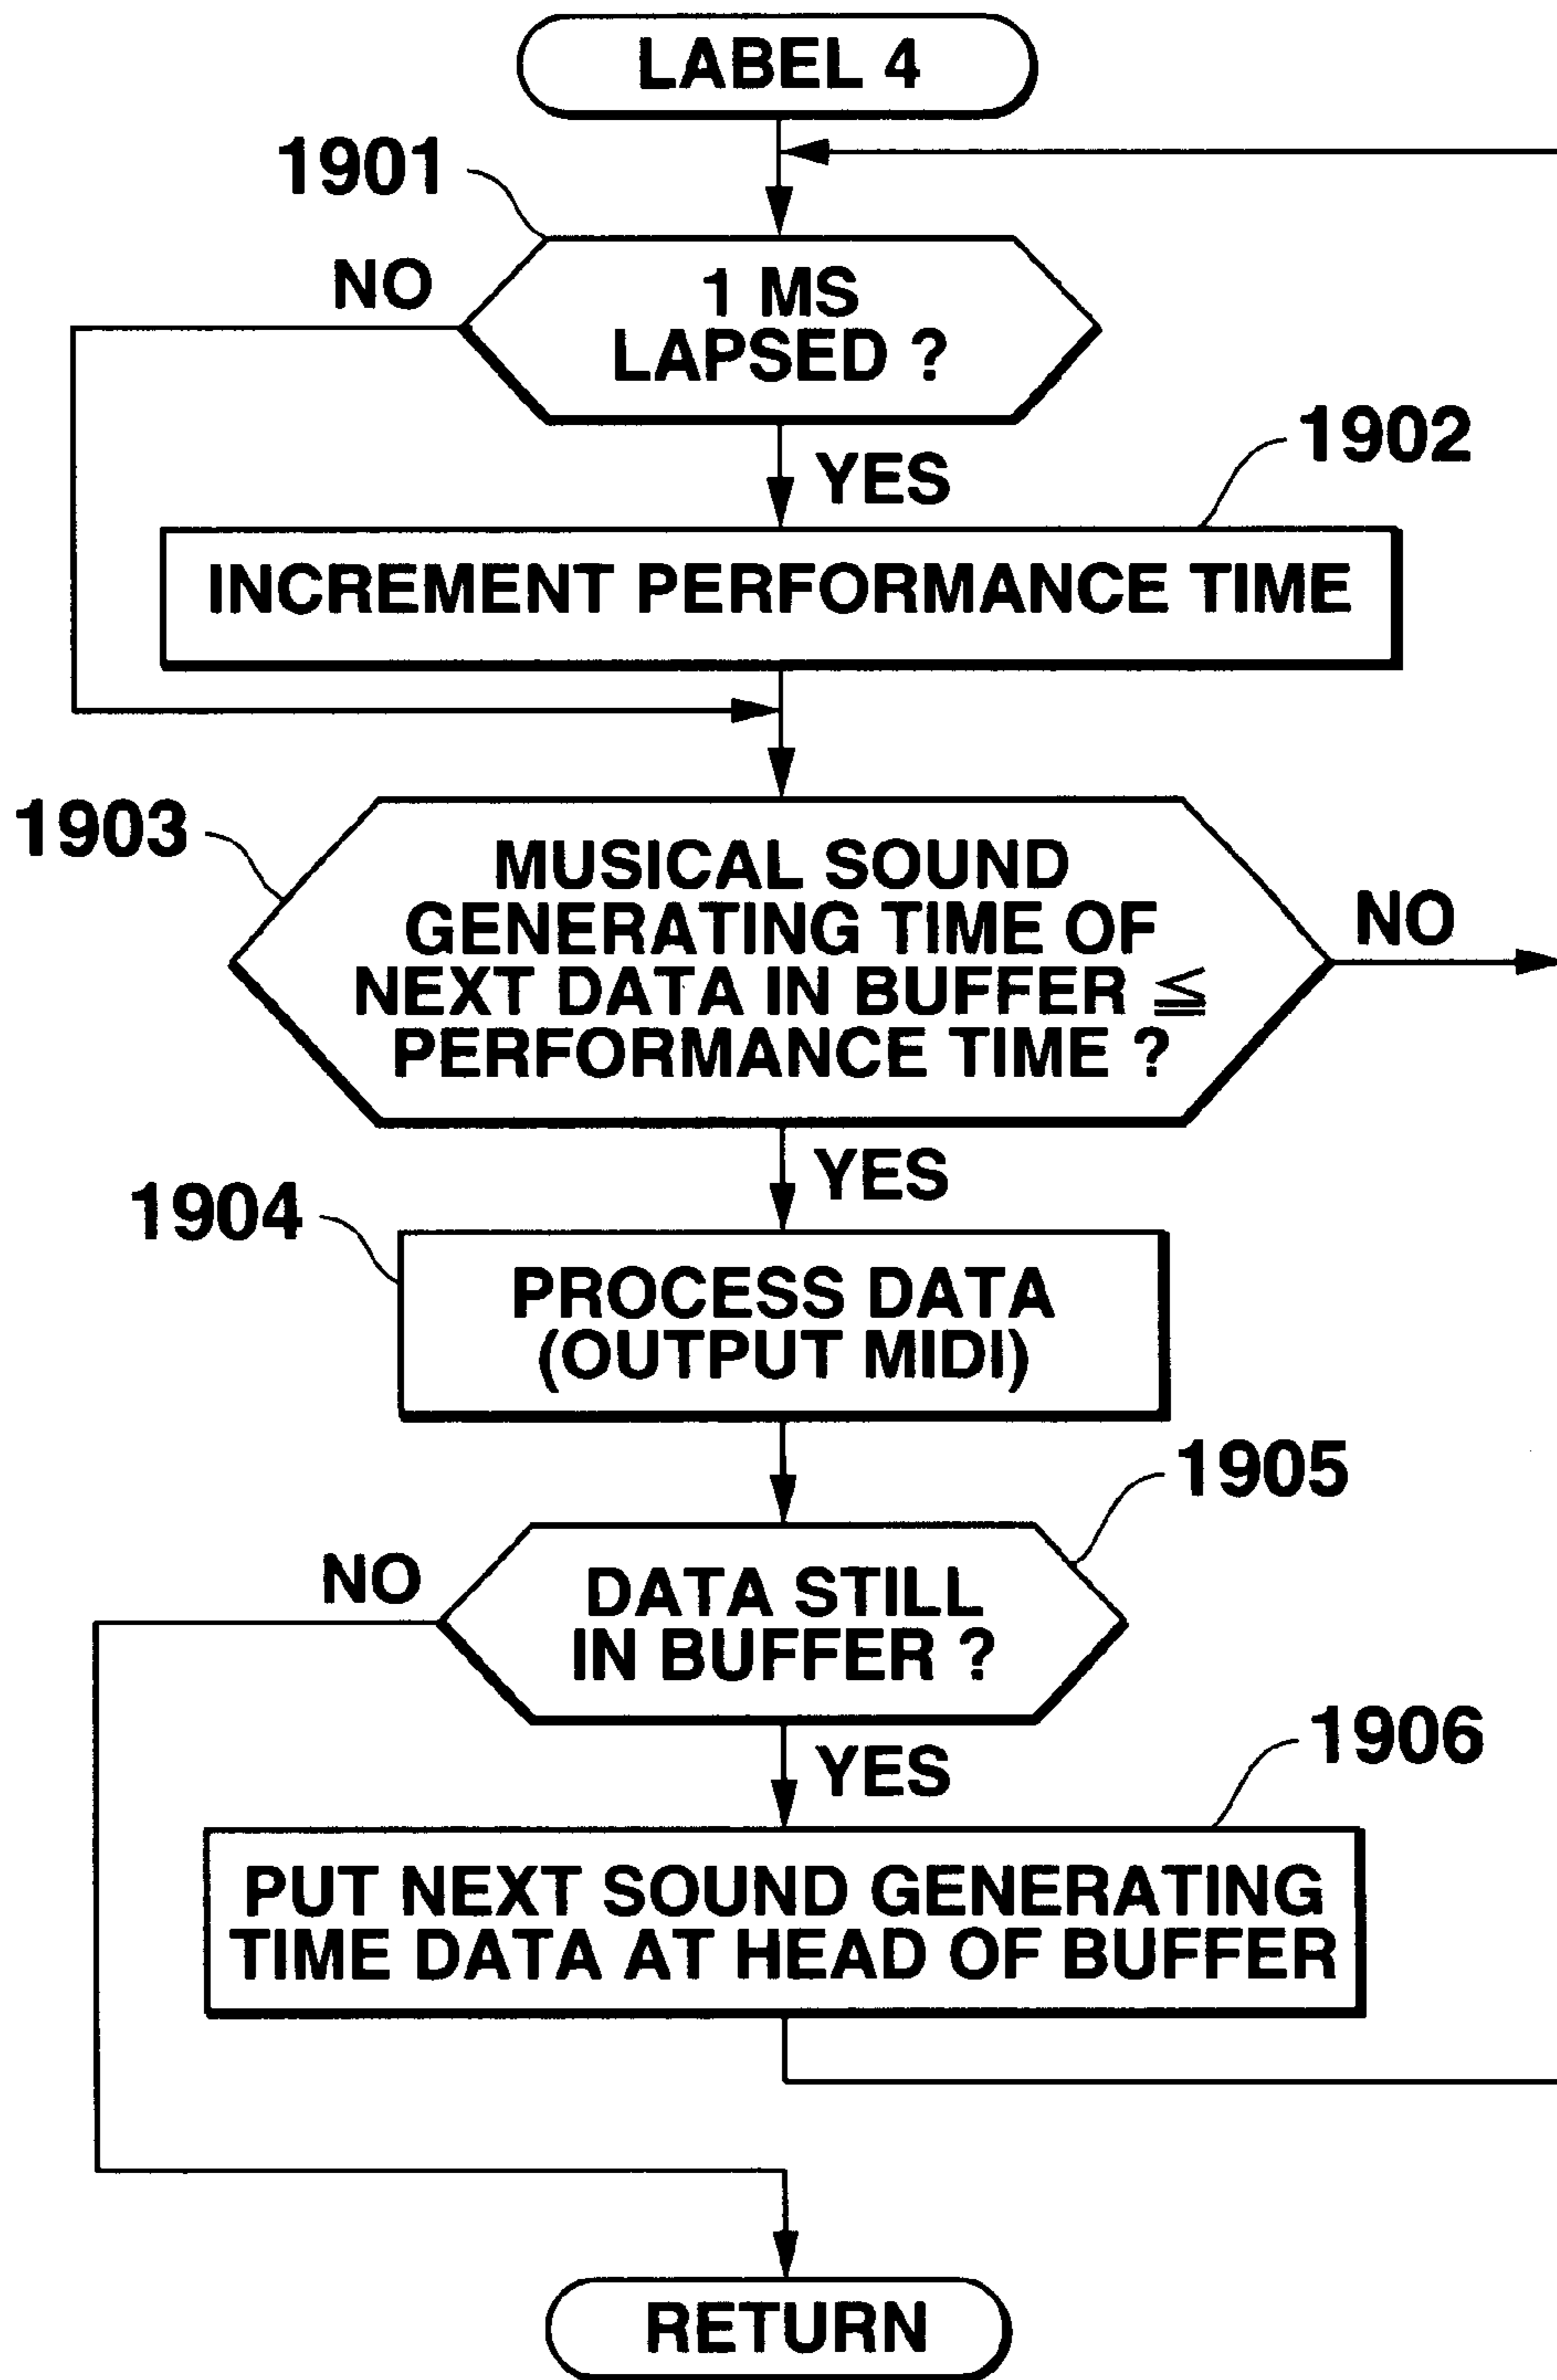 LABEL 4
1901
NO
1 MS
LAPSED ?
1902
YES
INCREMENT PERFORMANCE TIME
1903
MUSICAL SOUND
GENERATING TIME OF
NEXT DATA IN BUFFER ≦
PERFORMANCE TIME ?
NO
YES
1904
PROCESS DATA
(OUTPUT MIDI)
1905
NO
DATA STILL
IN BUFFER ?
1906
YES
PUT NEXT SOUND GENERATING
TIME DATA AT HEAD OF BUFFER
RETURN